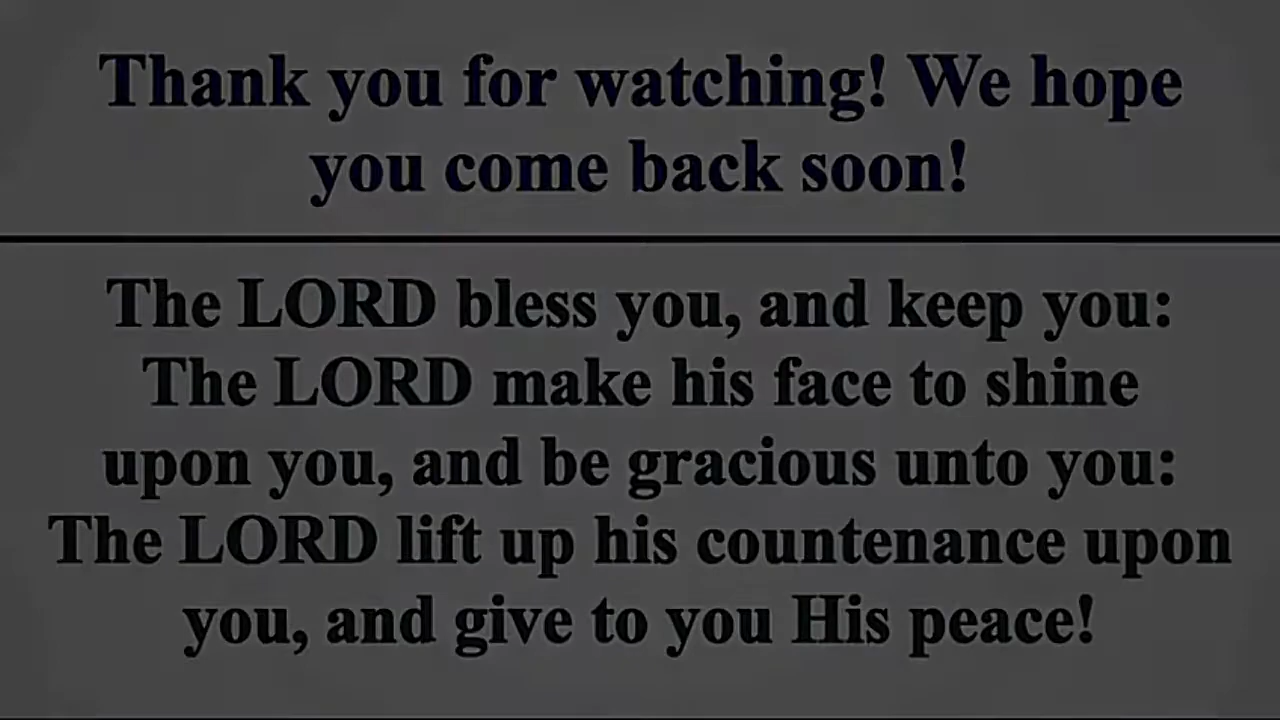 Thank you for watching! We hope
you come back soon!
The LORD bless you, and keep you:
The LORD make his face to shine
upon you, and be gracious unto you:
The LORD lift up his countenance upon
you, and give to you His peace!